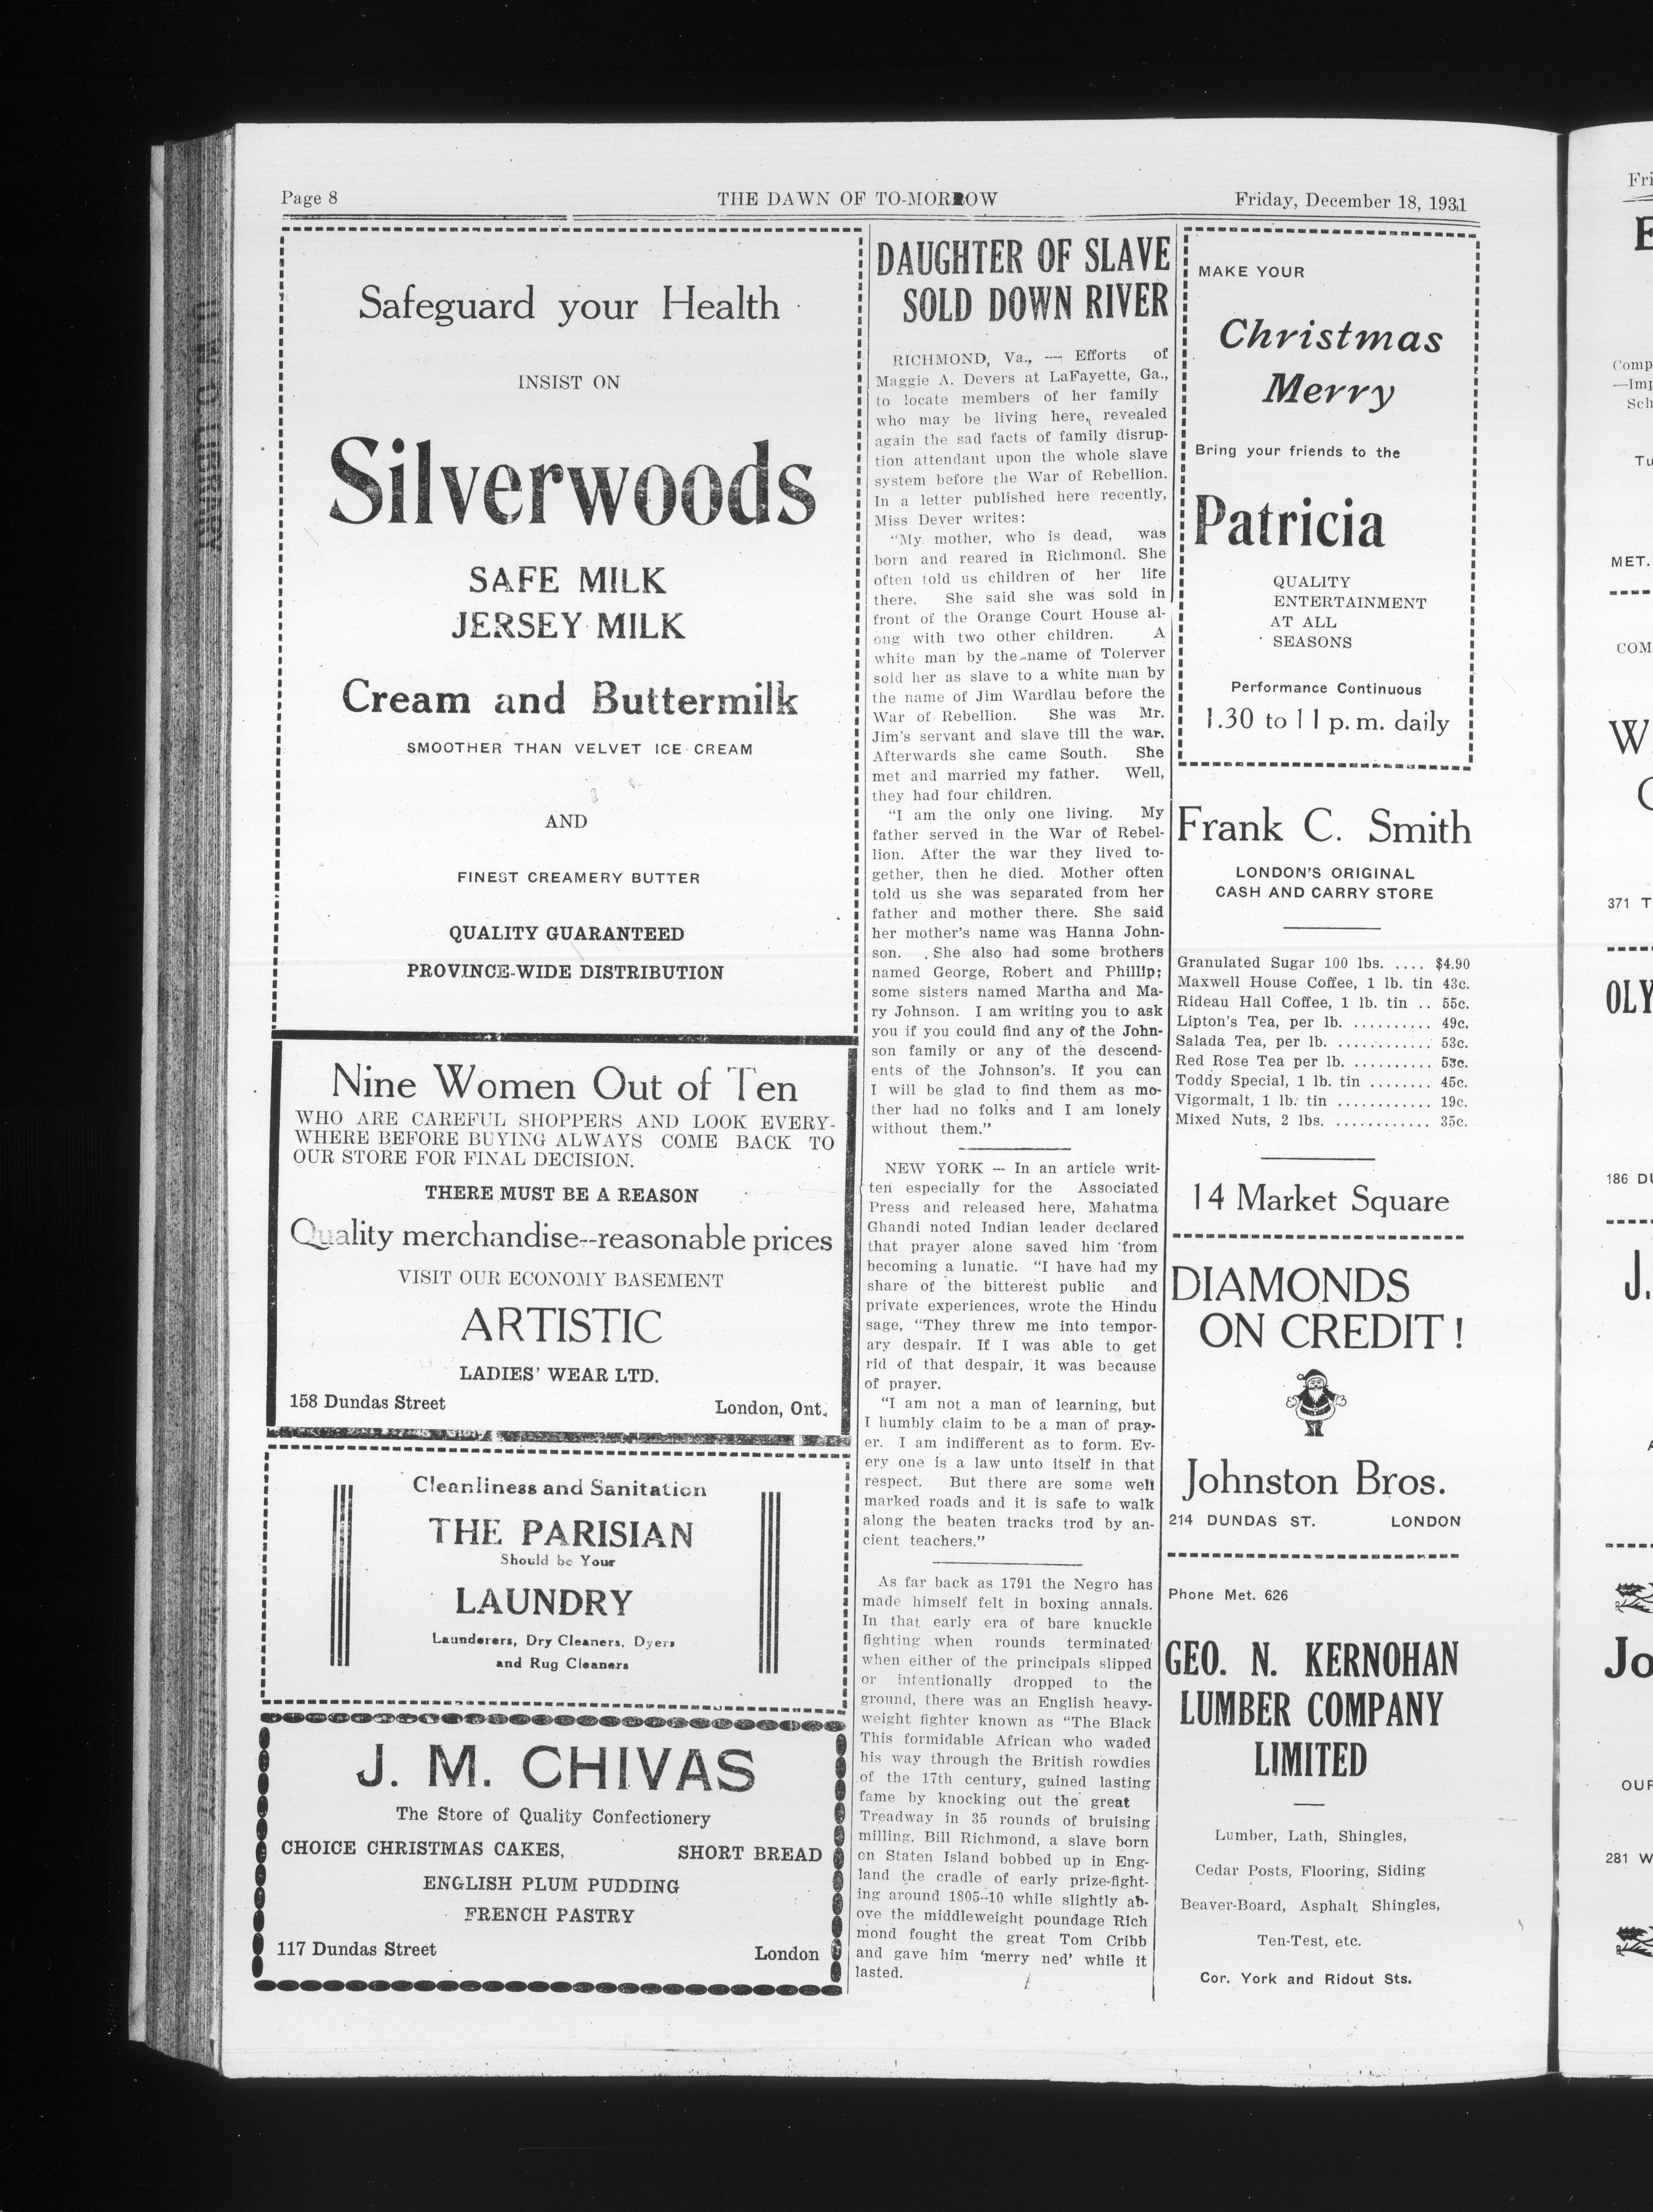 Page 8
THE DAWN OF TO-MORROW
Friday, December 18, 1931
Safeguard your Health
INSIST ON
Silverwoods
SAFE MILK
JERSEY MILK
Cream and Buttermilk
SMOOTHER THAN VELVET ICE CREAM
AND
FINEST CREAMERY BUTTER
QUALITY GUARANTEED
PROVINCE-WIDE DISTRIBUTION
Nine Women Out of Ten
WHO ARE CAREFUL SHOPPERS AND LOOK EVERY-
WHERE BEFORE BUYING ALWAYS COME BACK TO
OUR STORE FOR FINAL DECISION.
THERE MUST BE A REASON
Quality merchandise--reasonable prices
VISIT OUR ECONOMY BASEMENT
ARTISTIC
LADIES' WEAR LTD.
158 Dundas Street London, Ont.
Cleanliness and Sanitation
THE PARISIAN
Should be Your
LAUNDRY
Launderers, Dry Cleaners, Dyers
and Rug Cleaners
J. M. CHIVAS
The Store of Quality Confectionery
CHOICE CHRISTMAS CAKES, SHORT BREAD
ENGLISH PLUM PUDDING
FRENCH PASTRY
117 Dundas Street London
DAUGHTER OF SLAVE
SOLD DOWN RIVER
RICHMOND, Va., — Efforts of
Maggie A. Devers at LaFayette, Ga.,
to locate members of her family
who may be living here, revealed
again the sad facts of family disrup-
tion attendant upon the whole slave
system before the War of Rebellion.
In a letter published here recently,
Miss Dever writes:
"My mother, who is dead, was
born and reared in Richmond. She
often told us children of her life
there. She said she was sold in
front of the Orange Court House al-
ong with two other children. A
white man by the name of Tolerver
sold her as slave to a white man by
the name of Jim Wardlau before the
War of Rebellion. She was Mr.
Jim's servant and slave till the war.
Afterwards she came South. She
met and married my father. Well,
they had four children.
"I am the only one living. My
father served in the War of Rebel-
lion. After the war they lived to-
gether, then he died. Mother often
told us she was separated from her
father and mother there. She said
her mother's name was Hanna John-
son. She also had some brothers
named George, Robert and Phillip;
some sisters named Martha and Ma-
ry Johnson. I am writing you to ask
you if you could find any of the John-
son family or any of the descend-
ents of the Johnson's. If you can
I will be glad to find them as mo-
ther had no folks and I am lonely
without them."
NEW YORK -- In an article writ-
ten especially for the Associated
Press and released here, Mahatma
Ghandi noted Indian leader declared
that prayer alone saved him from
becoming a lunatic. "I have had my
share of the bitterest public and
private experiences, wrote the Hindu
sage, "They threw me into tempor-
ary despair. If I was able to get
rid of that despair, it was because
of prayer.
"I am not a man of learning, but
I humbly claim to be a man of pray-
er. I am indifferent as to form. Ev-
ery one is a law unto itself in that
respect. But there are some well
marked roads and it is safe to walk
along the beaten tracks trod by an-
cient teachers."
As far back as 1791 the Negro has
made himself felt in boxing annals.
In that early era of bare knuckle
fighting when rounds terminated
when either of the principals slipped
or intentionally dropped to the
ground, there was an English heavy-
weight fighter known as "The Black
This formidable African who waded
his way through the British rowdies
of the 17th century, gained lasting
fame by knocking out the great
Treadway in 35 rounds of bruising
milling, Bill Richmond, a slave born
on Staten Island bobbed up in Eng-
land the cradle of early prize-fight-
ing around 1805--10 while slightly ab-
ove the middleweight poundage Rich
mond fought the great Tom Cribb
and gave him 'merry ned' while it
lasted.
MAKE YOUR
Christmas
Merry
Bring your friends to the
Patricia
QUALITY
ENTERTAINMENT
AT ALL
SEASONS
Performance Continuous
1.30 to 11 p. m. daily
Frank C. Smith
LONDON'S ORIGINAL
CASH AND CARRY STORE
Granulated Sugar 100 lbs. .... $4.90
Maxwell House Coffee, 1 lb. tin 43c.
Rideau Hall Coffee, 1 lb. tin .. 55c.
Lipton's Tea, per lb. .......... 49c.
Salada Tea, per lb. ............ 53c.
Red Rose Tea per lb. .......... 53c.
Toddy Special, 1 lb. tin ........ 45c.
Vigormalt, 1 lb. tin ............ 19c.
Mixed Nuts, 2 lbs. ............ 35c.
14 Market Square
DIAMONDS
ON CREDIT !
Johnston Bros.
214 DUNDAS ST. LONDON
Phone Met. 626
GEO. N. KERNOHAN
LUMBER COMPANY
LIMITED
Lumber, Lath, Shingles,
Cedar Posts, Flooring, Siding
Beaver-Board, Asphalt Shingles,
Ten-Test, etc.
Cor. York and Ridout Sts.